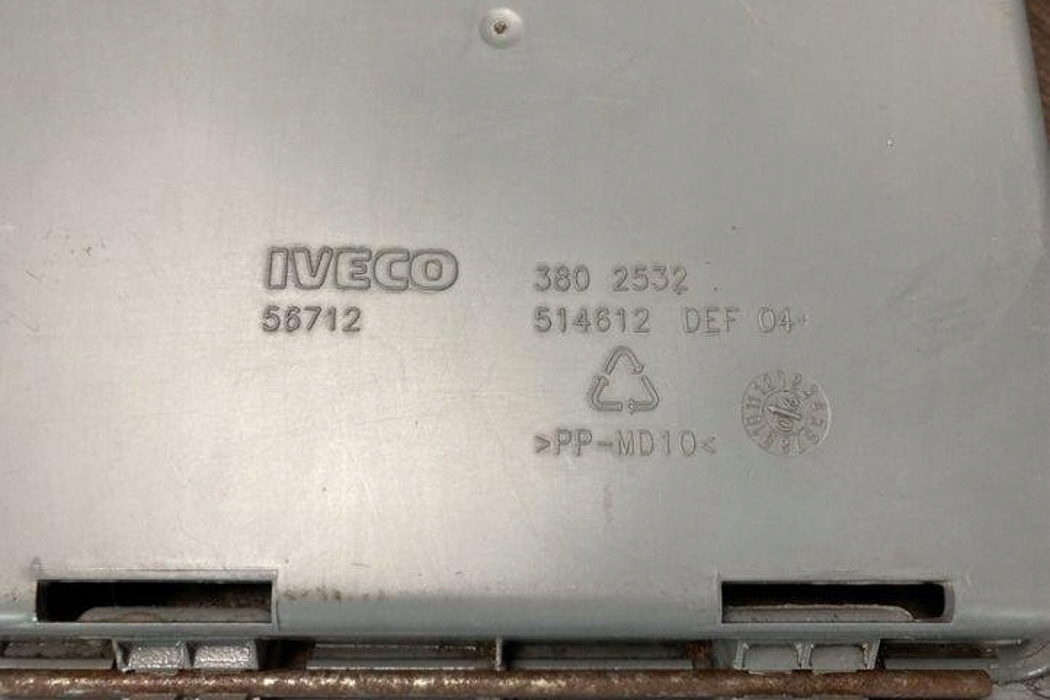 IVECO
56712
380 2532
514612 DEF 04
>PP-MD10<